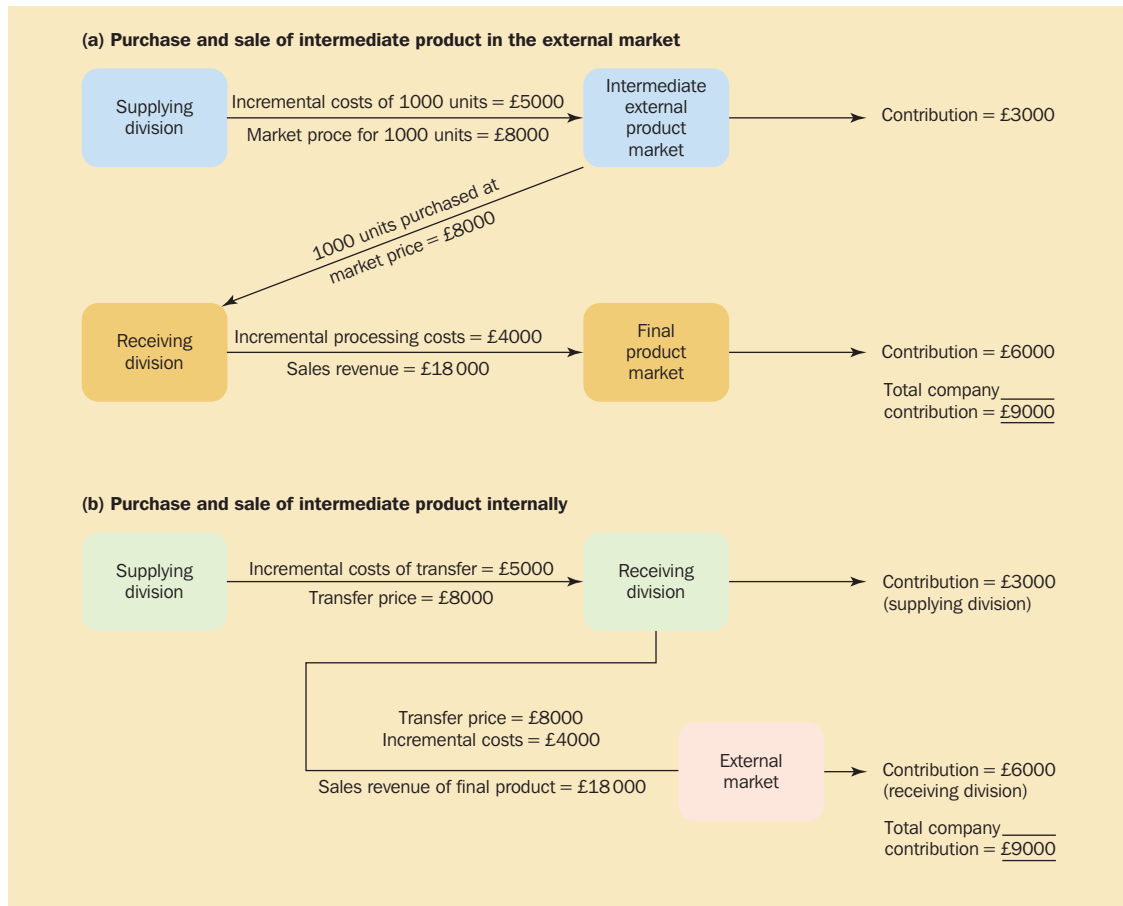 (a) Purchase and sale of intermediate product in the external market
Supplying
division
Incremental costs of 1000 units = £5000
Market proce for 1000 units = £8000
Intermediate
external
product
market
Contribution = £3000
1000 units purchased at
market price = £8000
Receiving
division
Incremental processing costs = £4000
Sales revenue = £18 000
Final
product
market
Contribution = £6000
Total company
contribution = £9000
(b) Purchase and sale of intermediate product internally
Supplying
division
Incremental costs of transfer = £5000
Transfer price = £8000
Receiving
division
Contribution = £3000
(supplying division)
Transfer price = £8000
Incremental costs = £4000
Sales revenue of final product = £18 000
External
market
Contribution = £6000
(receiving division)
Total company
contribution = £9000